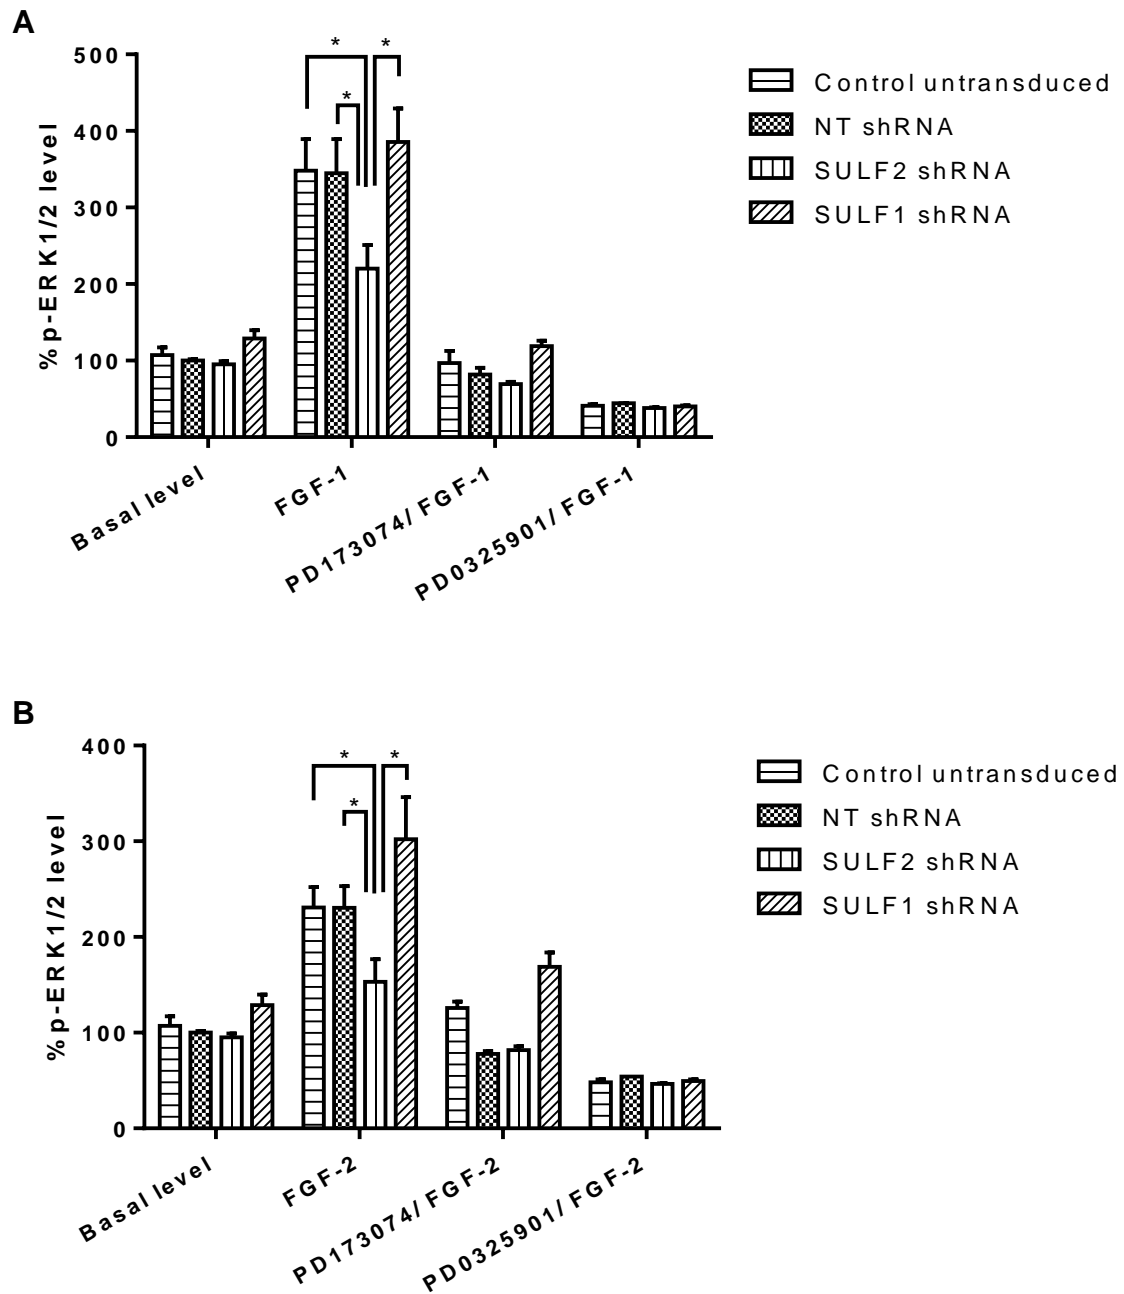 A
%p-ERK1/2 level
500
400
300
200
100
0
* *
*
Control untransduced
NT shRNA
SULF2 shRNA
SULF1 shRNA
Basal level
FGF-1
PD173074/ FGF-1
PD0325901/ FGF-1
B
%p-ERK1/2 level
400
300
200
100
0
* *
*
Control untransduced
NT shRNA
SULF2 shRNA
SULF1 shRNA
Basal level
FGF-2
PD173074/ FGF-2
PD0325901/ FGF-2